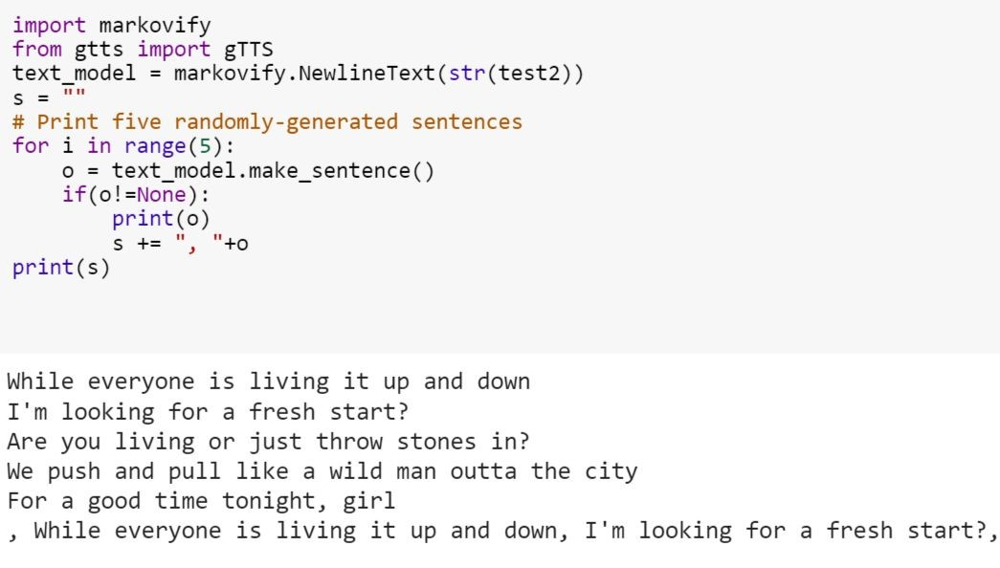 import markovify
from gtts import gTTS
text_model = markovify.NewlineText(str(test2))
s = ""
# Print five randomly-generated sentences
for i in range(5):
    o = text_model.make_sentence()
    if(o!=None):
        print(o)
        s += ", "+o
print(s)
While everyone is living it up and down
I'm looking for a fresh start?
Are you living or just throw stones in?
We push and pull like a wild man outta the city
For a good time tonight, girl
, While everyone is living it up and down, I'm looking for a fresh start?,